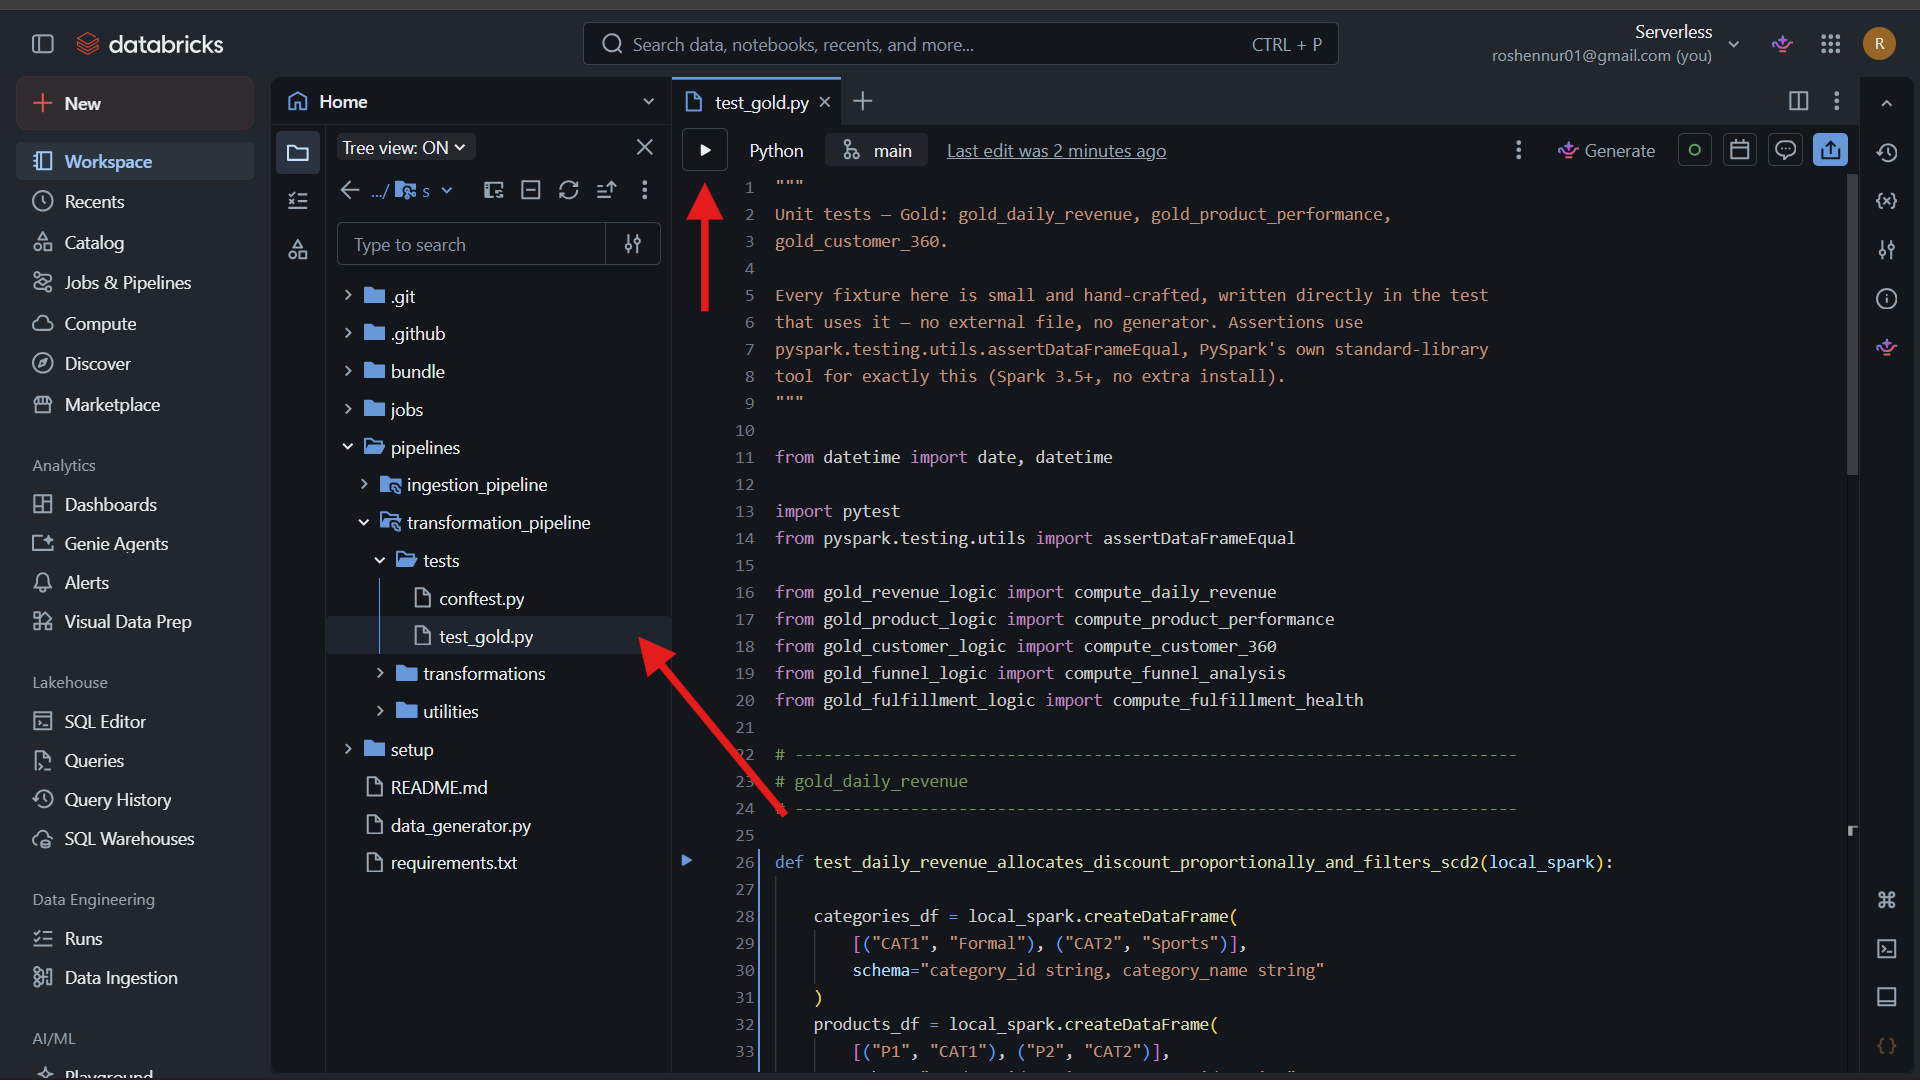 databricks
Search data, notebooks, recents, and more...
CTRL + P
Serverless
roshennur01@gmail.com (you)
R
New
Workspace
Recents
Catalog
Jobs & Pipelines
Compute
Discover
Marketplace
Analytics
Dashboards
Genie Agents
Alerts
Visual Data Prep
Lakehouse
SQL Editor
Queries
Query History
SQL Warehouses
Data Engineering
Runs
Data Ingestion
AI/ML
Playground
Home
Tree view: ON
.../ s
Type to search
.git
.github
bundle
jobs
pipelines
ingestion_pipeline
transformation_pipeline
tests
conftest.py
test_gold.py
transformations
utilities
setup
README.md
data_generator.py
requirements.txt
test_gold.py
Python
main
Last edit was 2 minutes ago
Generate
1 """
2 Unit tests — Gold: gold_daily_revenue, gold_product_performance,
3 gold_customer_360.
4
5 Every fixture here is small and hand-crafted, written directly in the test
6 that uses it — no external file, no generator. Assertions use
7 pyspark.testing.utils.assertDataFrameEqual, PySpark's own standard-library
8 tool for exactly this (Spark 3.5+, no extra install).
9 """
10
11 from datetime import date, datetime
12
13 import pytest
14 from pyspark.testing.utils import assertDataFrameEqual
15
16 from gold_revenue_logic import compute_daily_revenue
17 from gold_product_logic import compute_product_performance
18 from gold_customer_logic import compute_customer_360
19 from gold_funnel_logic import compute_funnel_analysis
20 from gold_fulfillment_logic import compute_fulfillment_health
21
22 # ---------------------------------------------------------------------------
23 # gold_daily_revenue
24 # ---------------------------------------------------------------------------
25
26 def test_daily_revenue_allocates_discount_proportionally_and_filters_scd2(local_spark):
27
28 categories_df = local_spark.createDataFrame(
29 [("CAT1", "Formal"), ("CAT2", "Sports")],
30 schema="category_id string, category_name string"
31 )
32 products_df = local_spark.createDataFrame(
33 [("P1", "CAT1"), ("P2", "CAT2")],